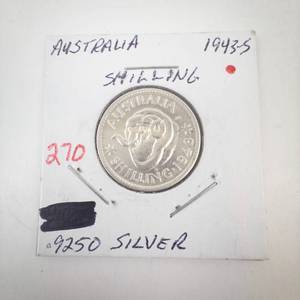 AUSTRALIA 1943-S
SHILLING
270
AUSTRALIA
SHILLING 1943
.9250 SILVER